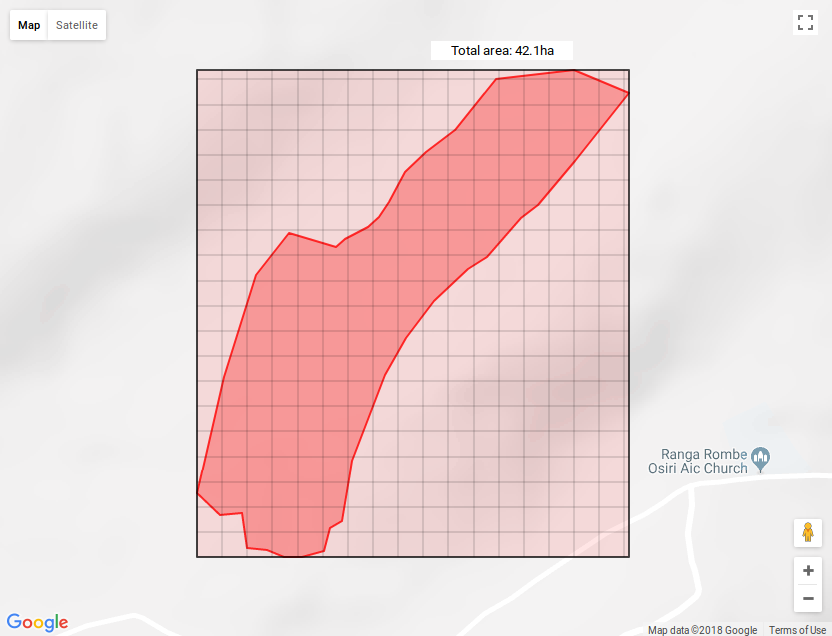 Map Satellite
Total area: 42.1ha
Ranga Rombe
Osiri Aic Church
+
−
Google
Map data ©2018 Google Terms of Use